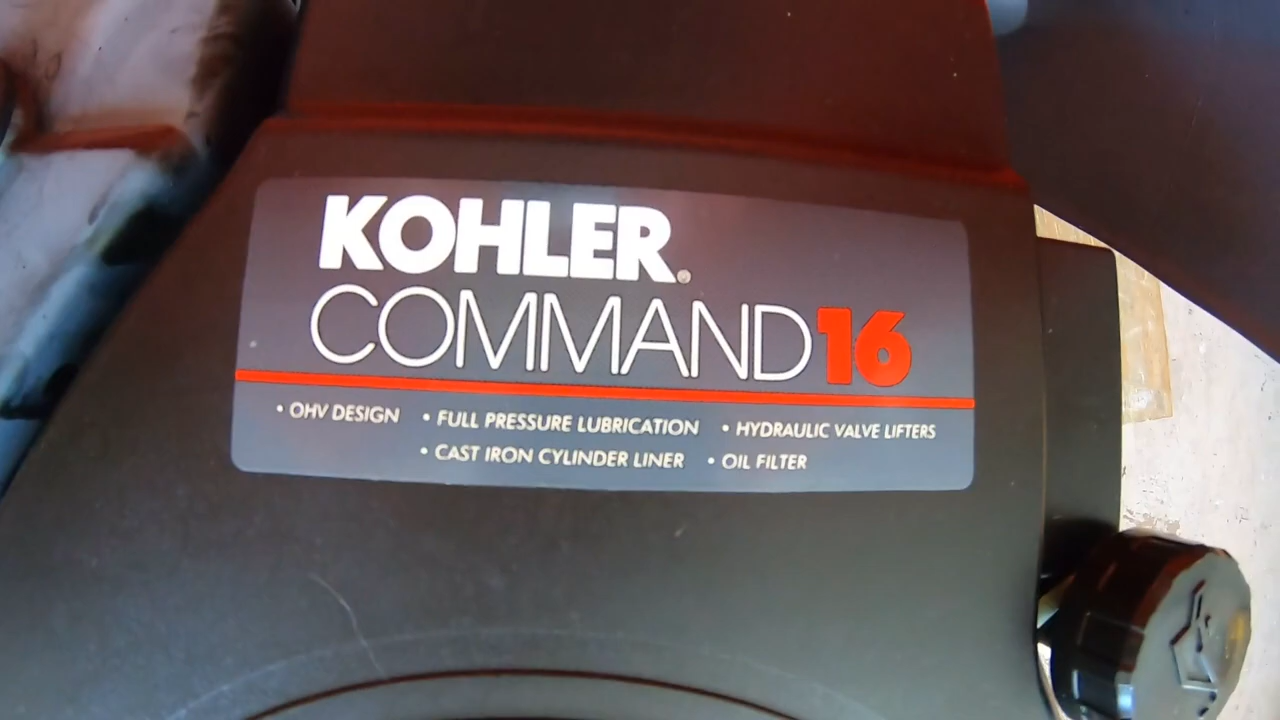 KOHLER.
COMMAND16
• OHV DESIGN • FULL PRESSURE LUBRICATION • HYDRAULIC VALVE LIFTERS
• CAST IRON CYLINDER LINER • OIL FILTER